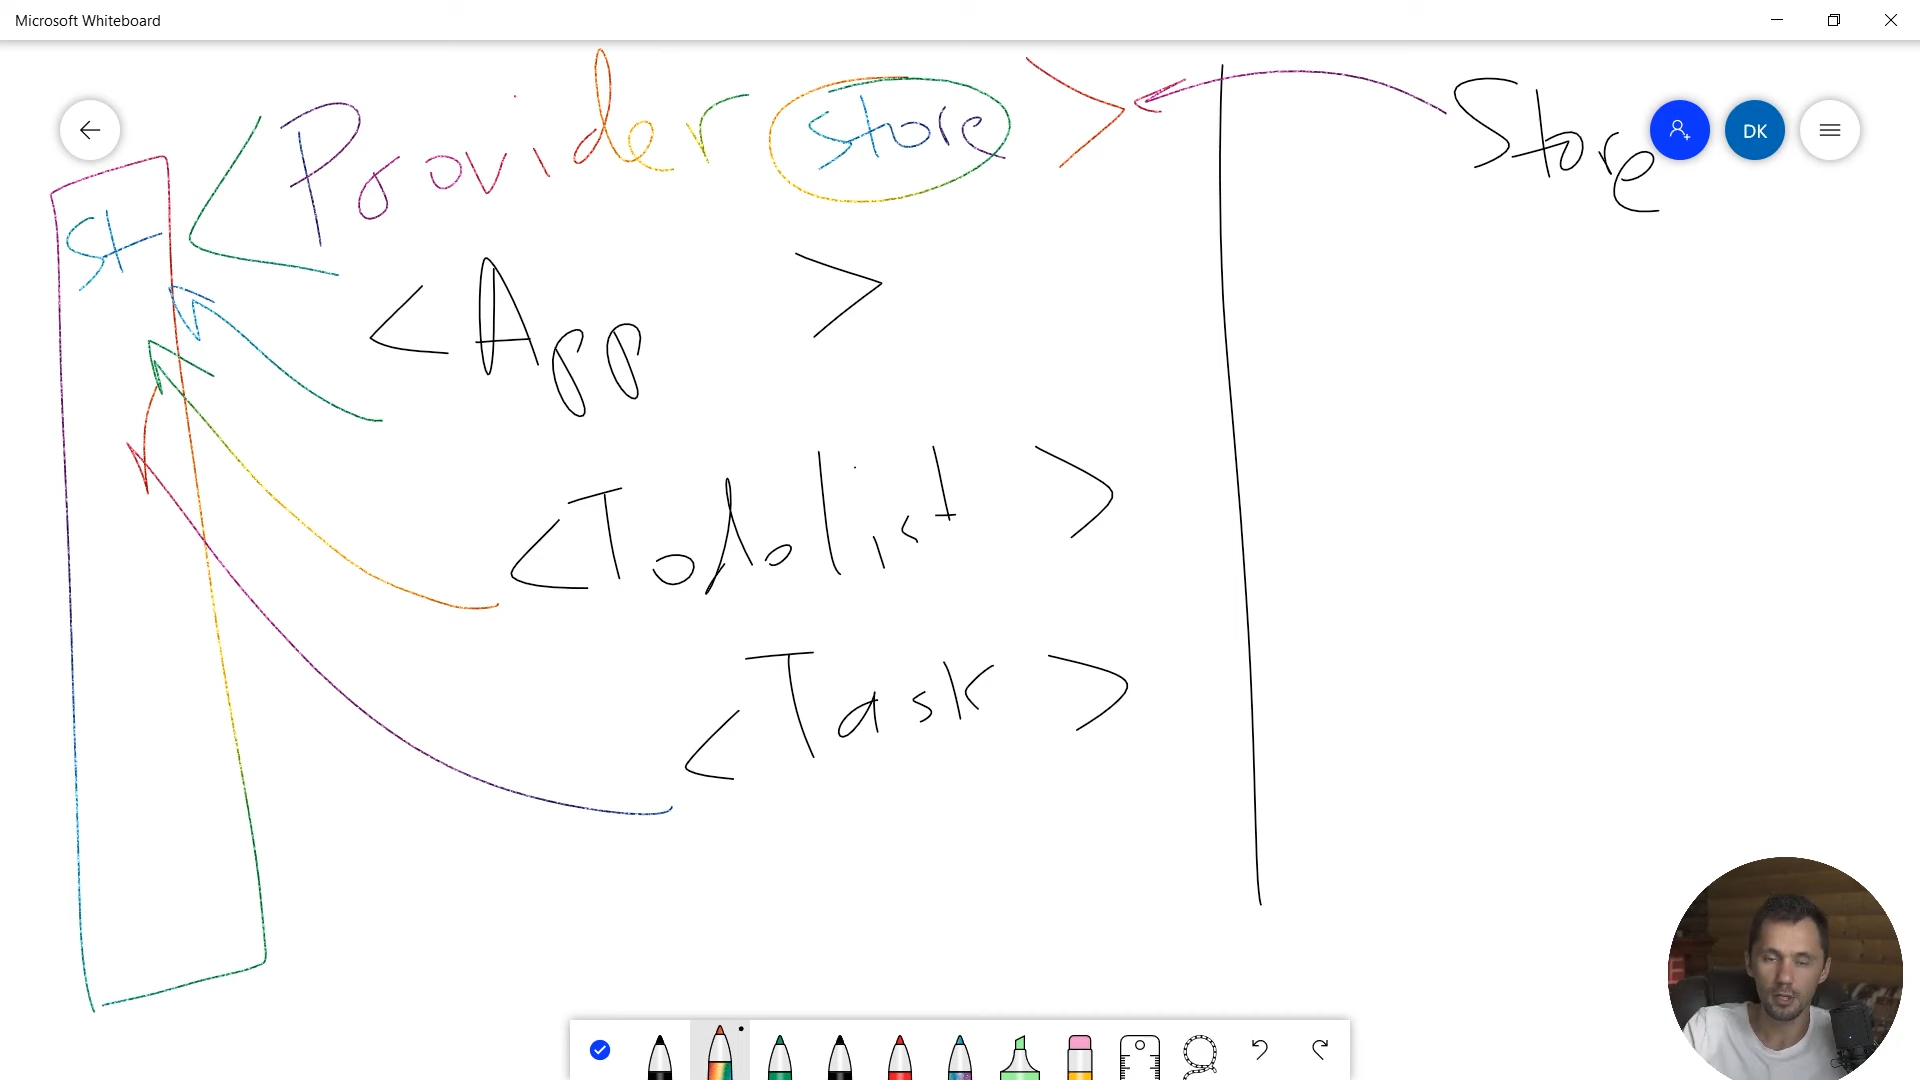 Microsoft Whiteboard
<Provider store>
Store
DK
St
<App >
<Todolist >
<Task >